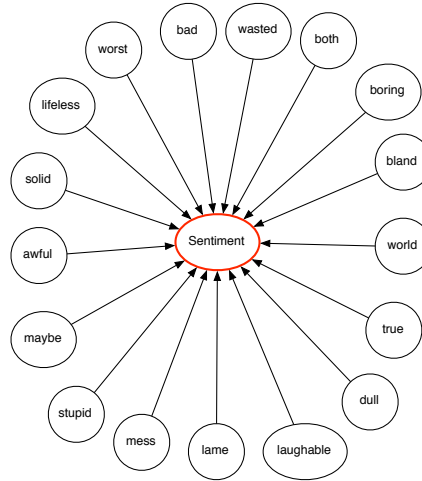 bad
wasted
both
worst
boring
lifeless
bland
solid
Sentiment
world
awful
true
maybe
dull
stupid
mess
lame
laughable